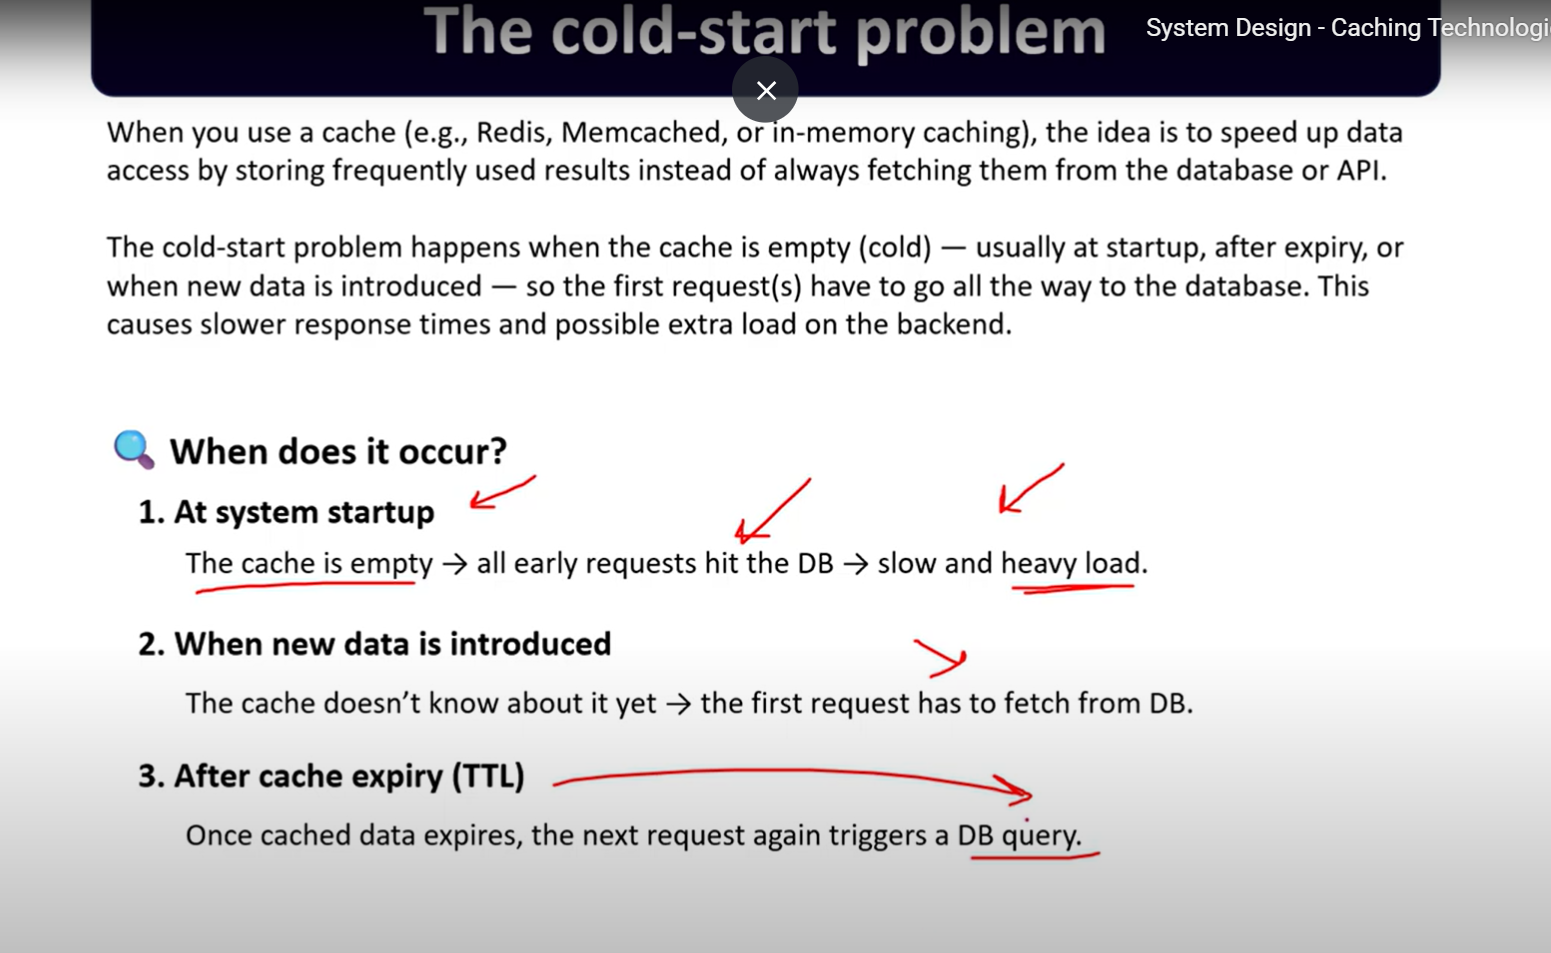 The cold-start problem
System Design - Caching Technologi
When you use a cache (e.g., Redis, Memcached, or in-memory caching), the idea is to speed up data
access by storing frequently used results instead of always fetching them from the database or API.
The cold-start problem happens when the cache is empty (cold) — usually at startup, after expiry, or
when new data is introduced — so the first request(s) have to go all the way to the database. This
causes slower response times and possible extra load on the backend.
When does it occur?
1. At system startup
The cache is empty → all early requests hit the DB → slow and heavy load.
2. When new data is introduced
The cache doesn’t know about it yet → the first request has to fetch from DB.
3. After cache expiry (TTL)
Once cached data expires, the next request again triggers a DB query.